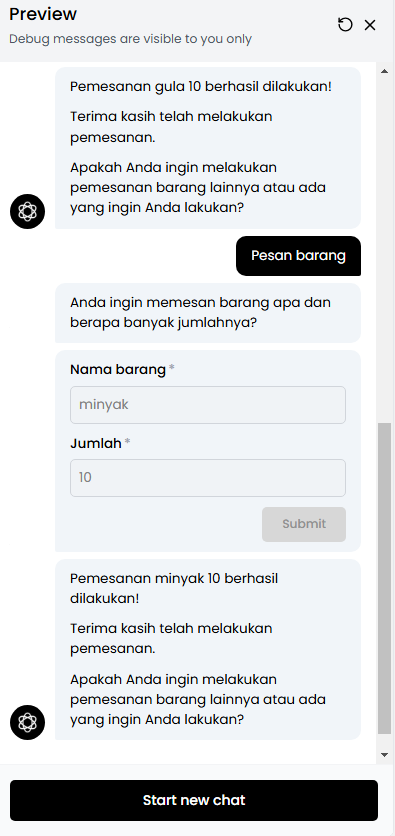 Preview
Debug messages are visible to you only
Pemesanan gula 10 berhasil dilakukan!
Terima kasih telah melakukan
pemesanan.
Apakah Anda ingin melakukan
pemesanan barang lainnya atau ada
yang ingin Anda lakukan?
Pesan barang
Anda ingin memesan barang apa dan
berapa banyak jumlahnya?
Nama barang *
minyak
Jumlah *
10
Submit
Pemesanan minyak 10 berhasil
dilakukan!
Terima kasih telah melakukan
pemesanan.
Apakah Anda ingin melakukan
pemesanan barang lainnya atau ada
yang ingin Anda lakukan?
Start new chat